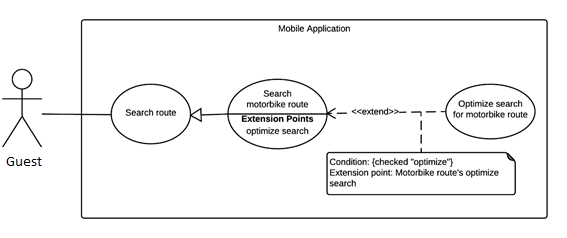 Mobile Application
Search route
Search
motorbike route
Extension Points
optimize search
<<extend>>
Optimize search
for motorbike route
Guest
Condition: {checked "optimize"}
Extension point: Motorbike route's optimize
search